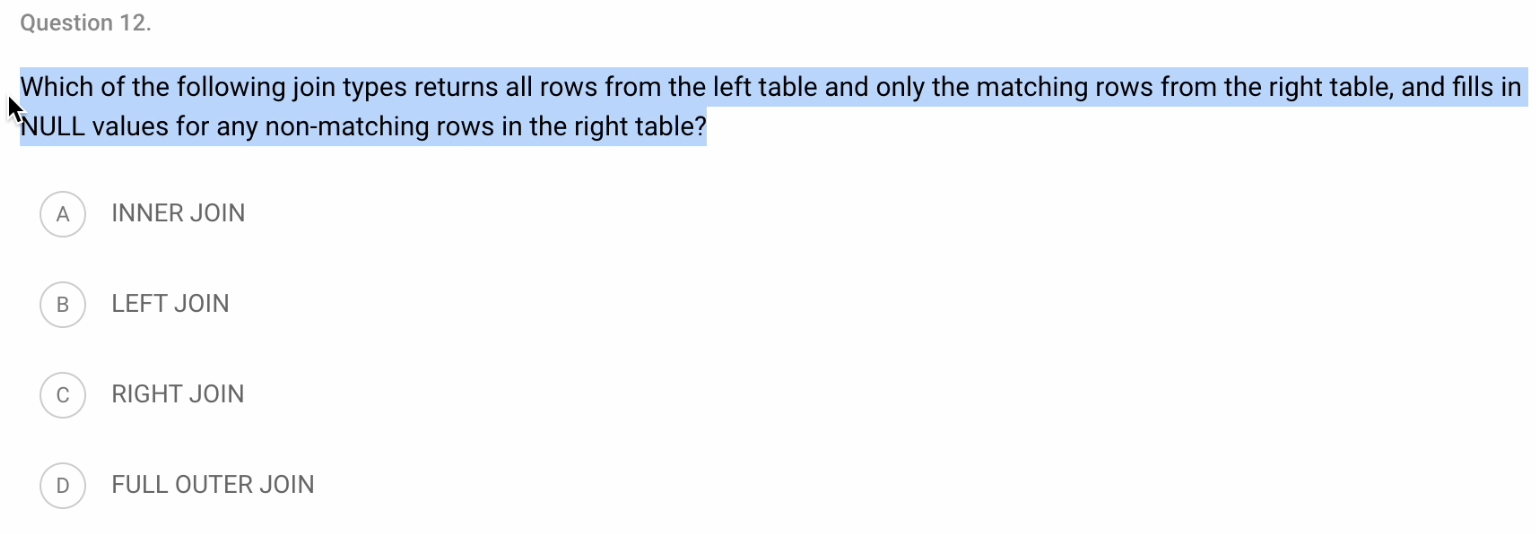 Question 12.
Which of the following join types returns all rows from the left table and only the matching rows from the right table, and fills in
NULL values for any non-matching rows in the right table?
A INNER JOIN
B LEFT JOIN
C RIGHT JOIN
D FULL OUTER JOIN